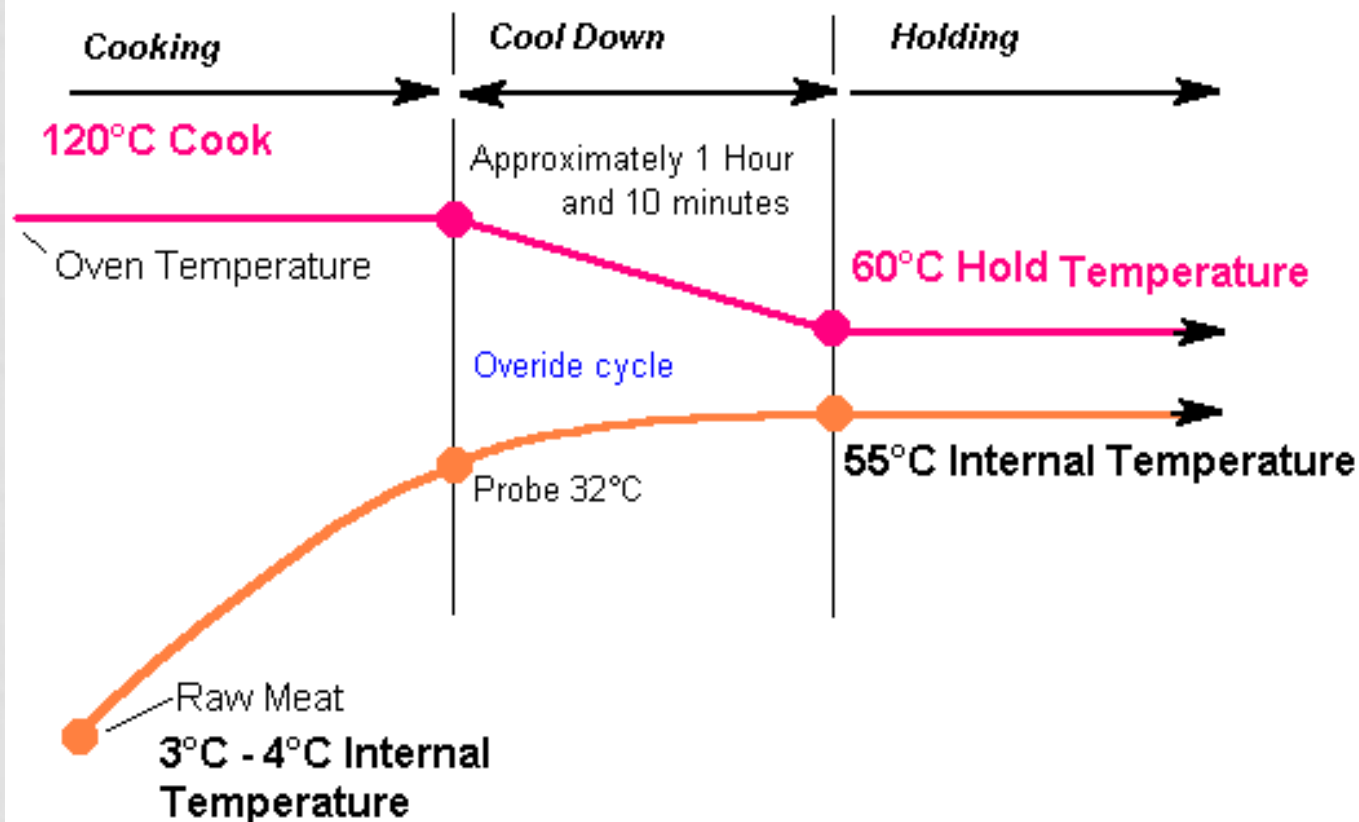 Cooking
Cool Down
Holding
120°C Cook
Approximately 1 Hour
and 10 minutes
Oven Temperature
60°C Hold Temperature
Overide cycle
55°C Internal Temperature
Probe 32°C
Raw Meat
3°C - 4°C Internal
Temperature